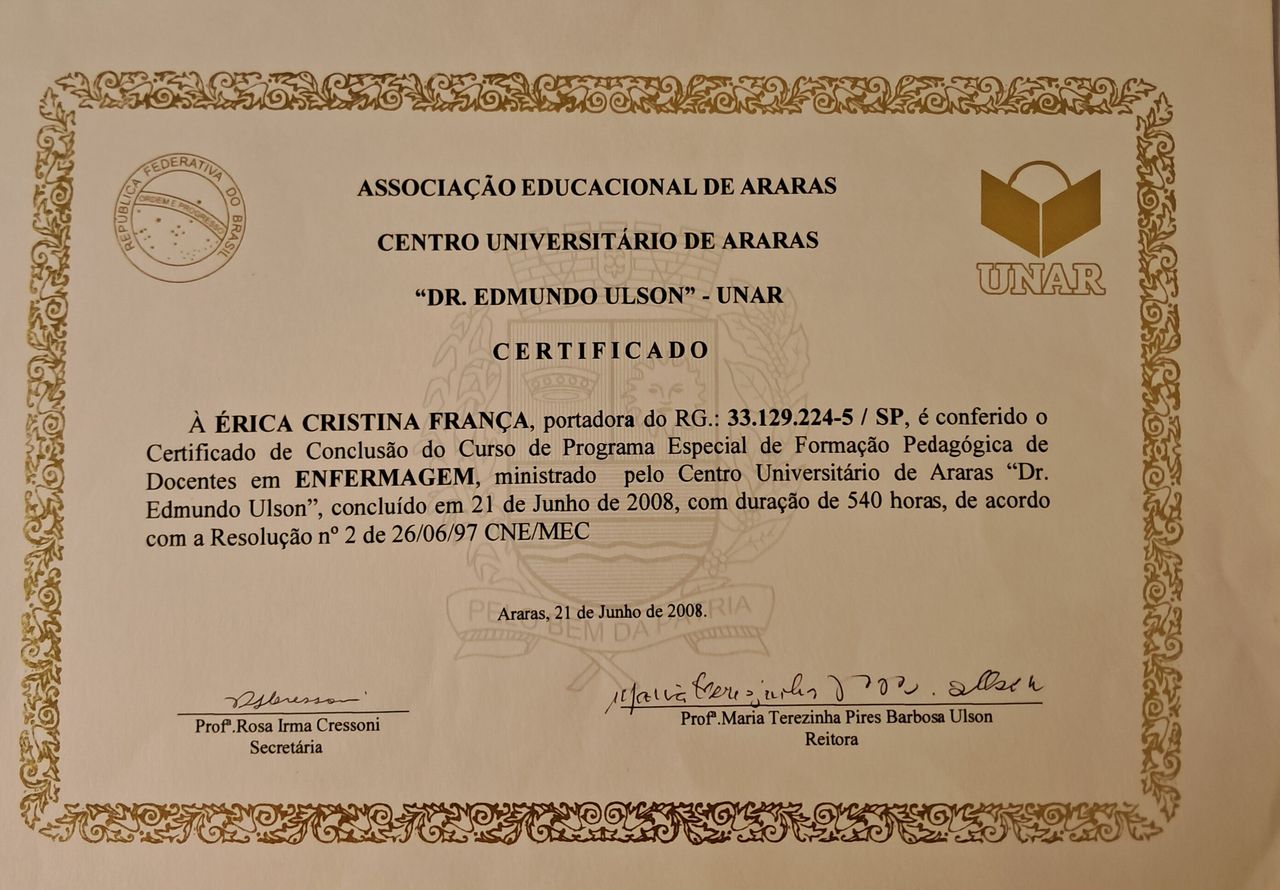 REPÚBLICA FEDERATIVA DO BRASIL
ORDEM E PROGRESSO
UNAR
ASSOCIAÇÃO EDUCACIONAL DE ARARAS
CENTRO UNIVERSITÁRIO DE ARARAS
“DR. EDMUNDO ULSON” - UNAR
CERTIFICADO
À ÉRICA CRISTINA FRANÇA, portadora do RG.: 33.129.224-5 / SP, é conferido o
Certificado de Conclusão do Curso de Programa Especial de Formação Pedagógica de
Docentes em ENFERMAGEM, ministrado pelo Centro Universitário de Araras “Dr.
Edmundo Ulson”, concluído em 21 de Junho de 2008, com duração de 540 horas, de acordo
com a Resolução nº 2 de 26/06/97 CNE/MEC
Araras, 21 de Junho de 2008.
BEM DA
Profª.Rosa Irma Cressoni
Secretária
Maria Terezinha
Profª.Maria Terezinha Pires Barbosa Ulson
Reitora